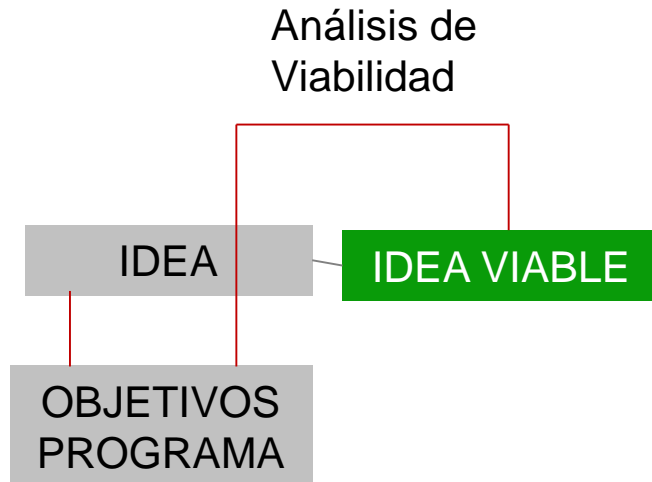 Análisis de
Viabilidad
IDEA
IDEA VIABLE
OBJETIVOS
PROGRAMA